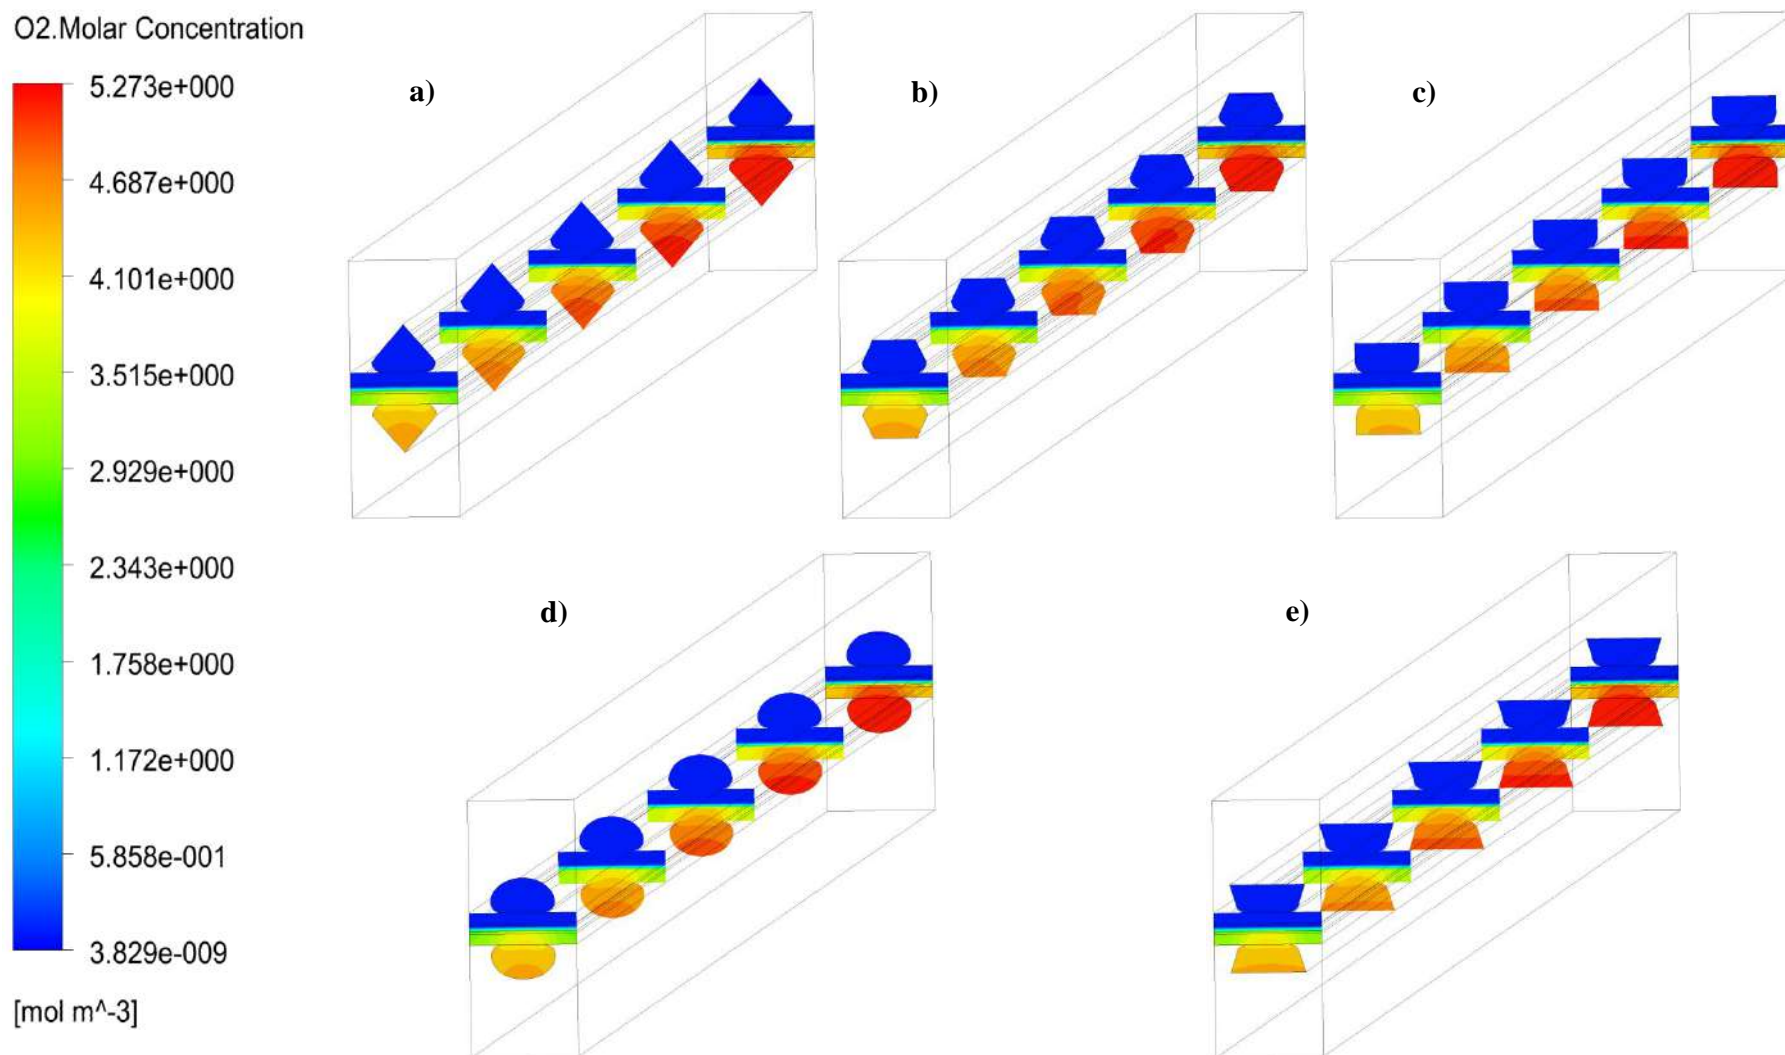 O2.Molar Concentration
5.273e+000
4.687e+000
4.101e+000
3.515e+000
2.929e+000
2.343e+000
1.758e+000
1.172e+000
5.858e-001
3.829e-009
[mol m^-3]
a)
b)
c)
d)
e)